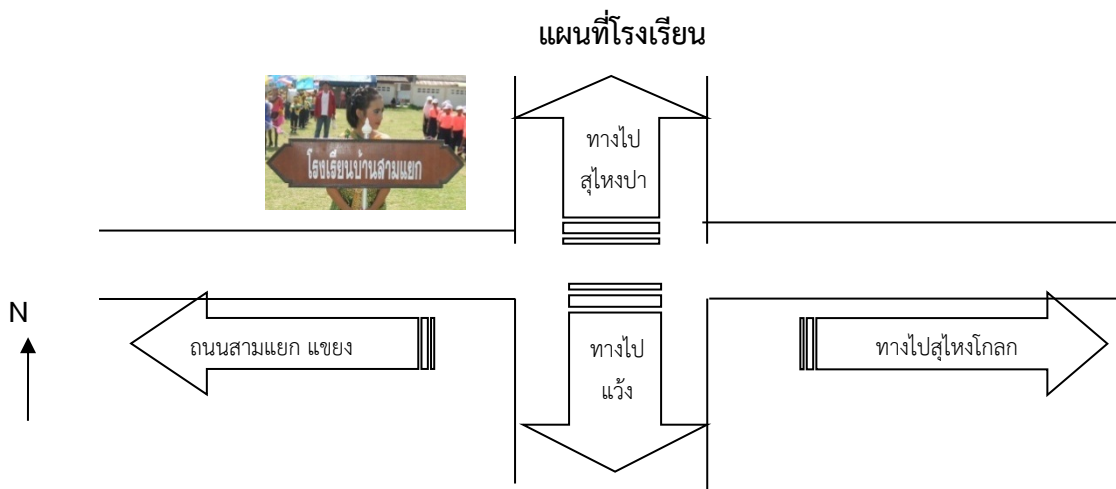 แผนที่โรงเรียน
ทางไป
สุไหงปา
โรงเรียนบ้านสามแยก
N
ถนนสามแยก แขยง
ทางไป
แว้ง
ทางไปสุไหงโกลก